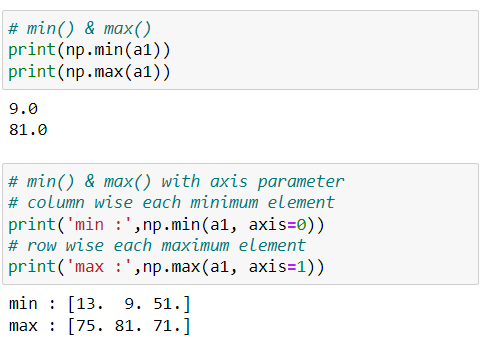 # min() & max()
print(np.min(a1))
print(np.max(a1))
9.0
81.0
# min() & max() with axis parameter
# column wise each minimum element
print('min :',np.min(a1, axis=0))
# row wise each maximum element
print('max :',np.max(a1, axis=1))
min : [13.  9. 51.]
max : [75. 81. 71.]